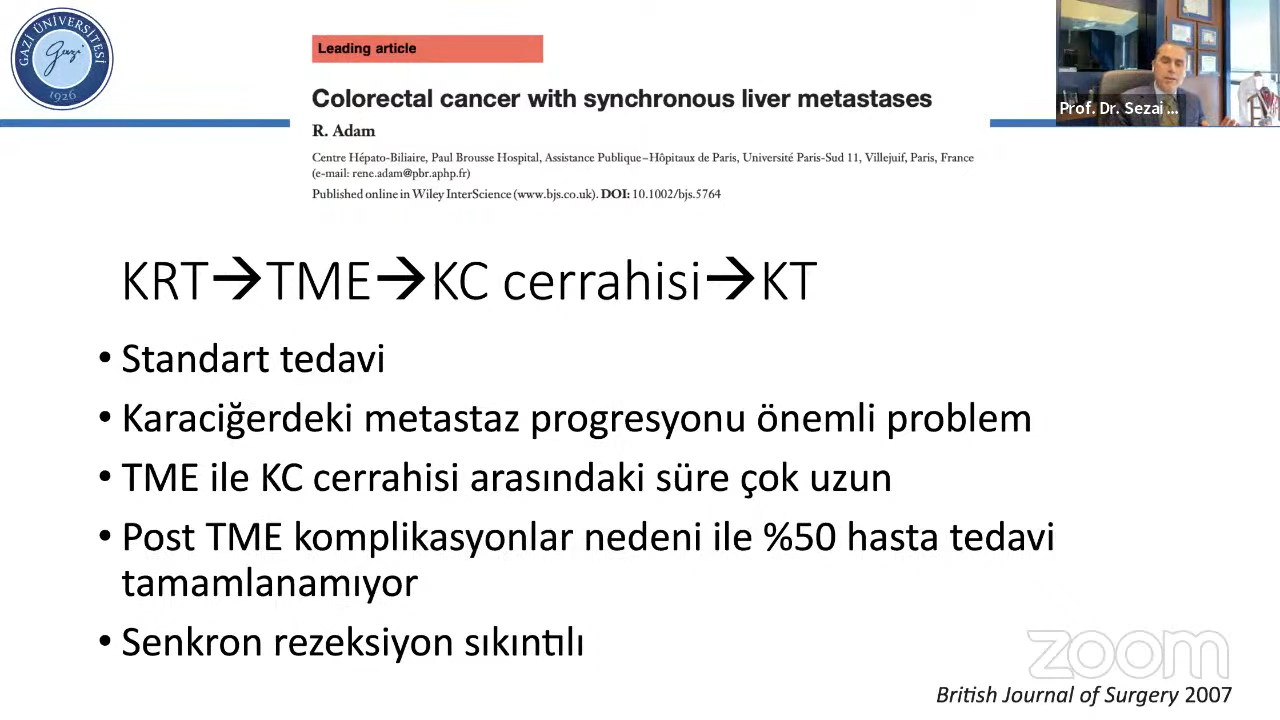 GAZİ ÜNİVERSİTESİ
Gazi
1926
Leading article
Colorectal cancer with synchronous liver metastases
R. Adam
Centre Hépato-Biliaire, Paul Brousse Hospital, Assistance Publique–Hôpitaux de Paris, Université Paris-Sud 11, Villejuif, Paris, France
(e-mail: rene.adam@pbr.aphp.fr)
Published online in Wiley InterScience (www.bjs.co.uk). DOI: 10.1002/bjs.5764
Prof. Dr. Sezai ...
KRT→TME→KC cerrahisi→KT
• Standart tedavi
• Karaciğerdeki metastaz progresyonu önemli problem
• TME ile KC cerrahisi arasındaki süre çok uzun
• Post TME komplikasyonlar nedeni ile %50 hasta tedavi
tamamlanamıyor
• Senkron rezeksiyon sıkıntılı
zoom
British Journal of Surgery 2007